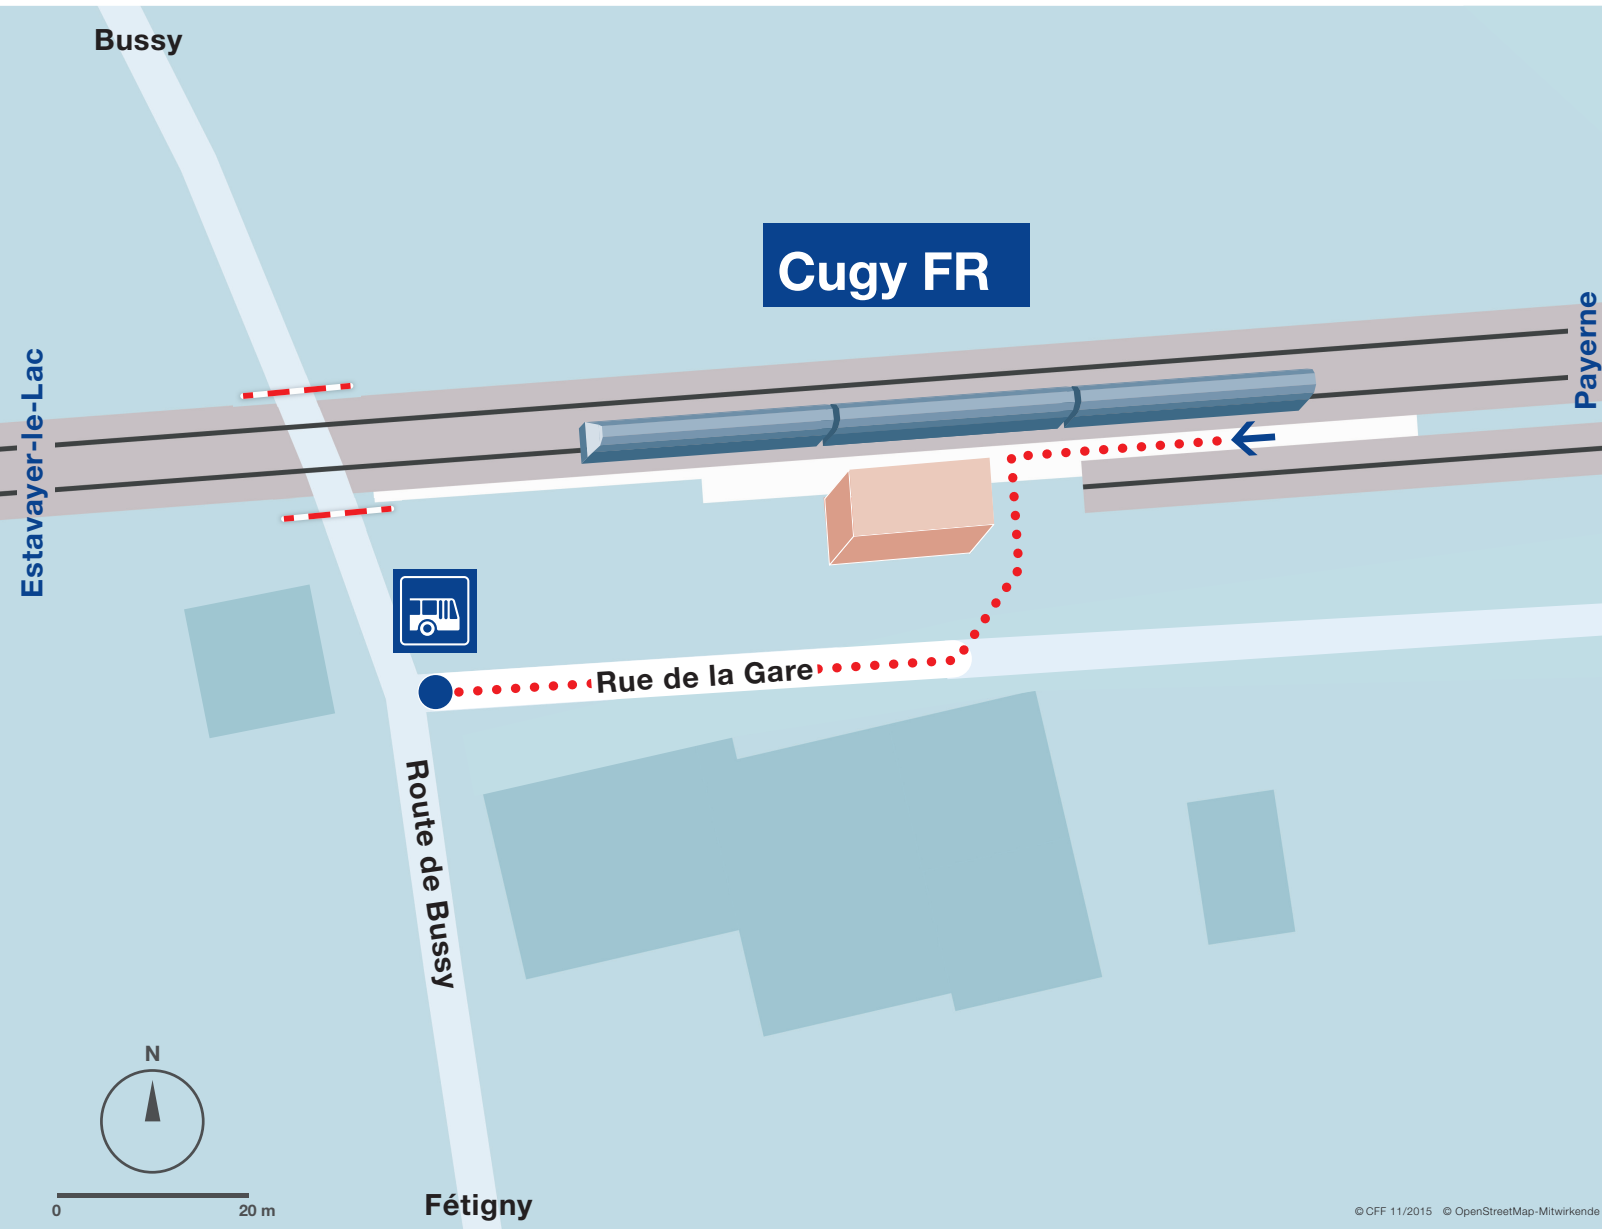 Bussy
Cugy FR
Payerne
Estavayer-le-Lac
Rue de la Gare
Route de Bussy
N
0
20 m
Fétigny
© CFF 11/2015 © OpenStreetMap-Mitwirkende